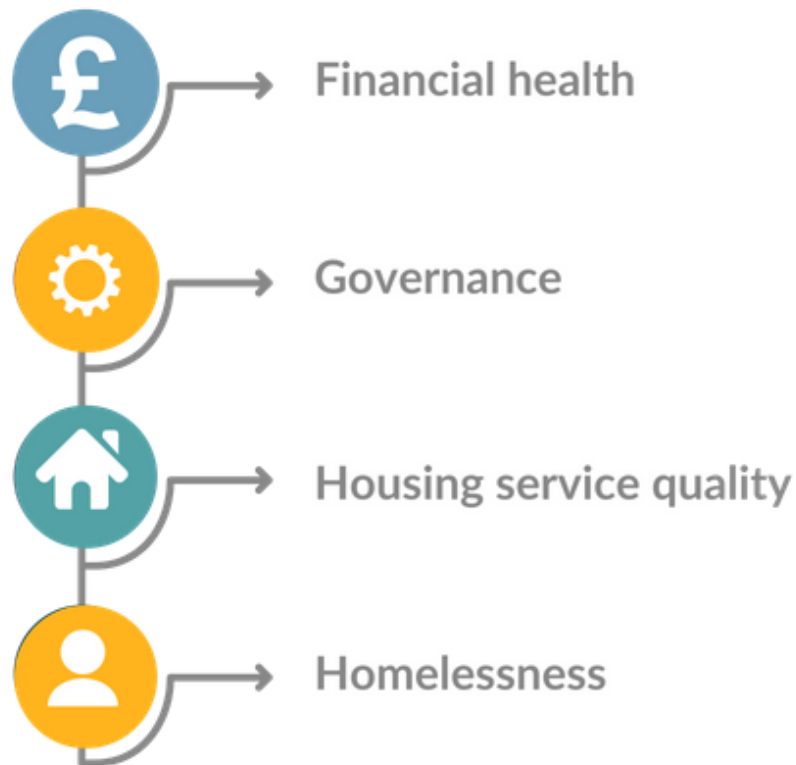 £
Financial health
Governance
Housing service quality
Homelessness